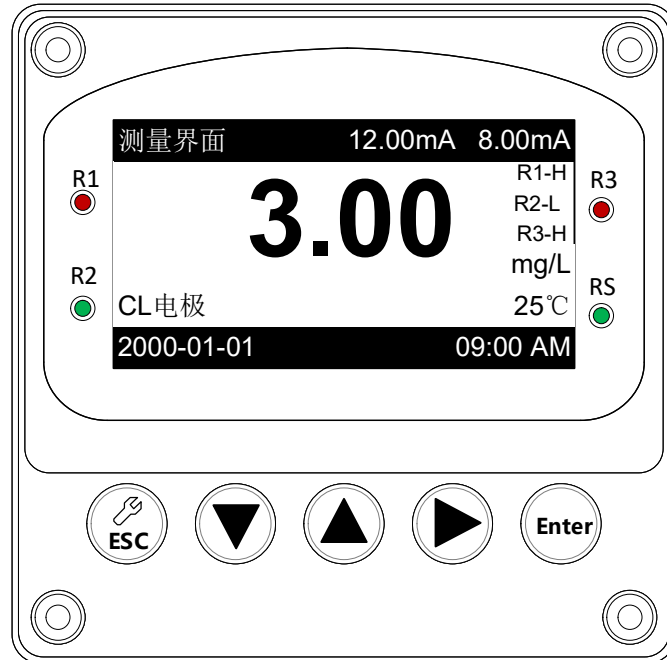 测量界面 12.00mA 8.00mA
R1
3.00
R1-H
R2-L
R3-H
mg/L
R3
R2
CL电极 25℃
RS
2000-01-01 09:00 AM
ESC
Enter